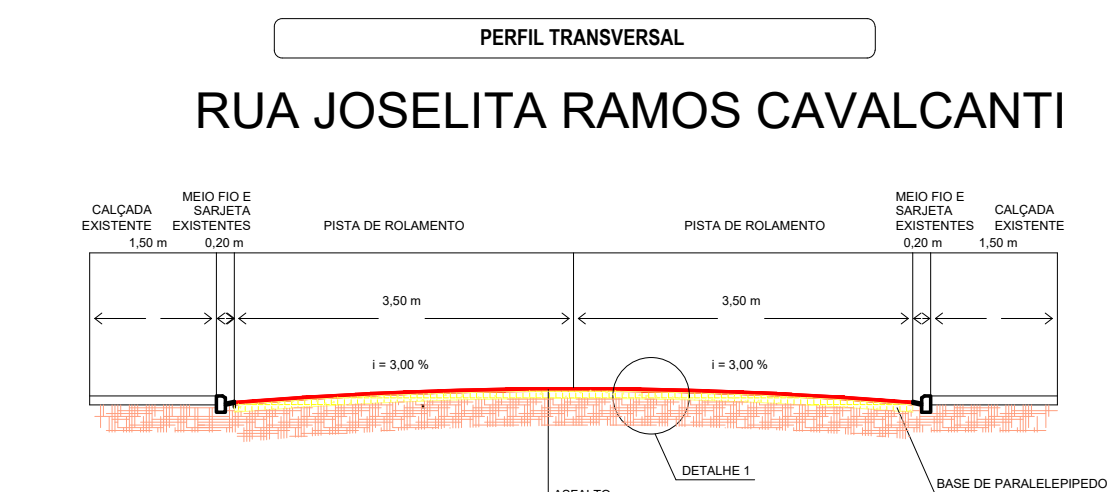 PERFIL TRANSVERSAL
RUA JOSELITA RAMOS CAVALCANTI
CALÇADA
EXISTENTE
1,50 m
MEIO FIO E
SARJETA
EXISTENTES
0,20 m
PISTA DE ROLAMENTO
PISTA DE ROLAMENTO
MEIO FIO E
SARJETA
EXISTENTES
0,20 m
CALÇADA
EXISTENTE
1,50 m
3,50 m
3,50 m
i = 3,00 %
i = 3,00 %
DETALHE 1
BASE DE PARALELEPIPEDO
ASFALTO